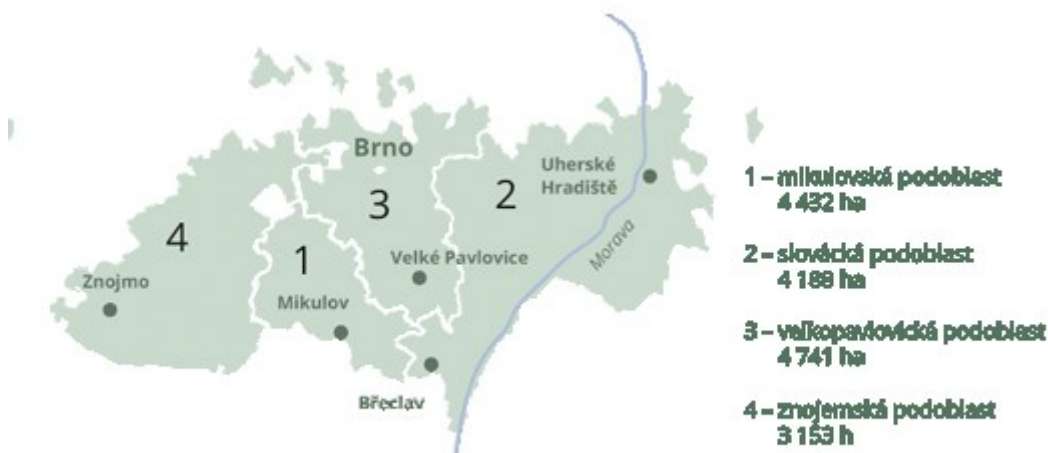 Brno
3
2
Uherské
Hradiště
4
1
Velké Pavlovice
Morava
Znojmo
Mikulov
Břeclav
1 – mikulovská podoblast
4 432 ha
2 – slovácká podoblast
4 188 ha
3 – velkopavlovická podoblast
4 741 ha
4 – znojemská podoblast
3 153 h